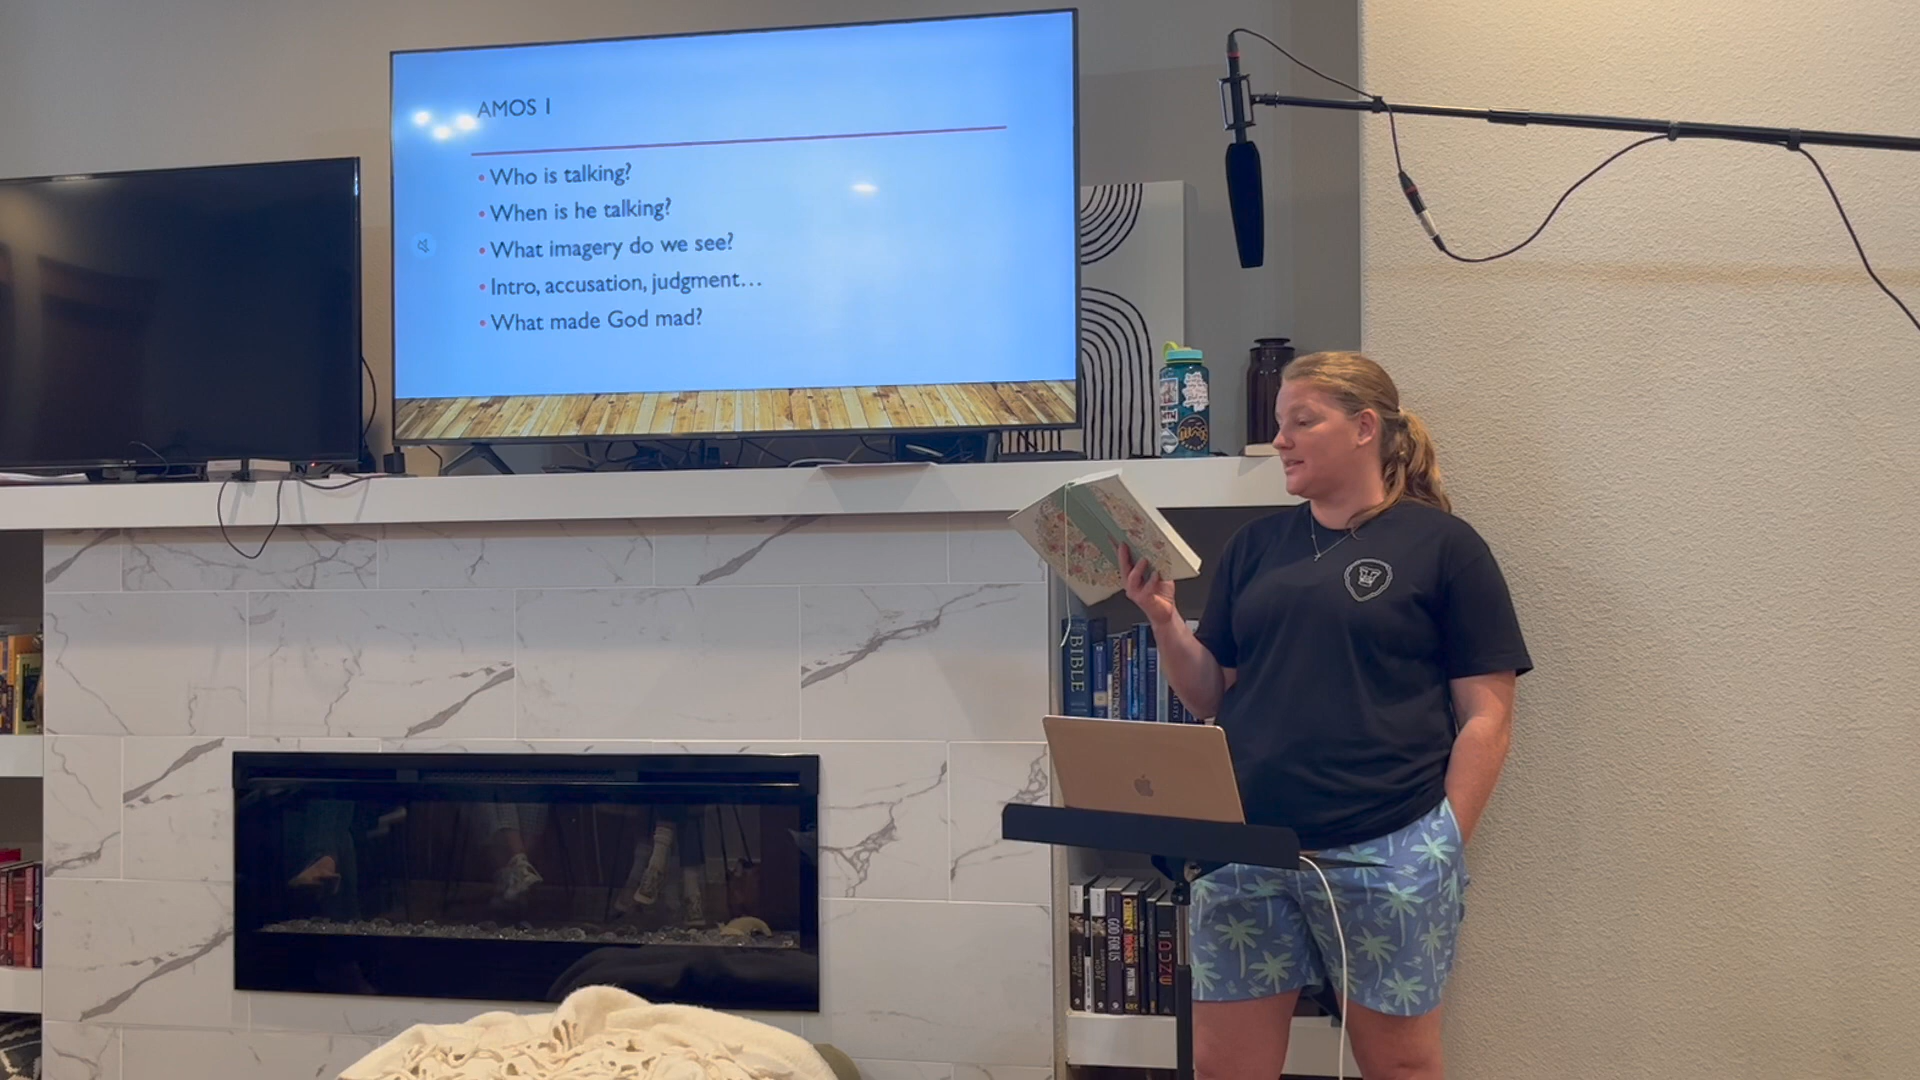 AMOS 1
• Who is talking?
• When is he talking?
• What imagery do we see?
• Intro, accusation, judgment...
• What made God mad?
BIBLE
GOD FOR US